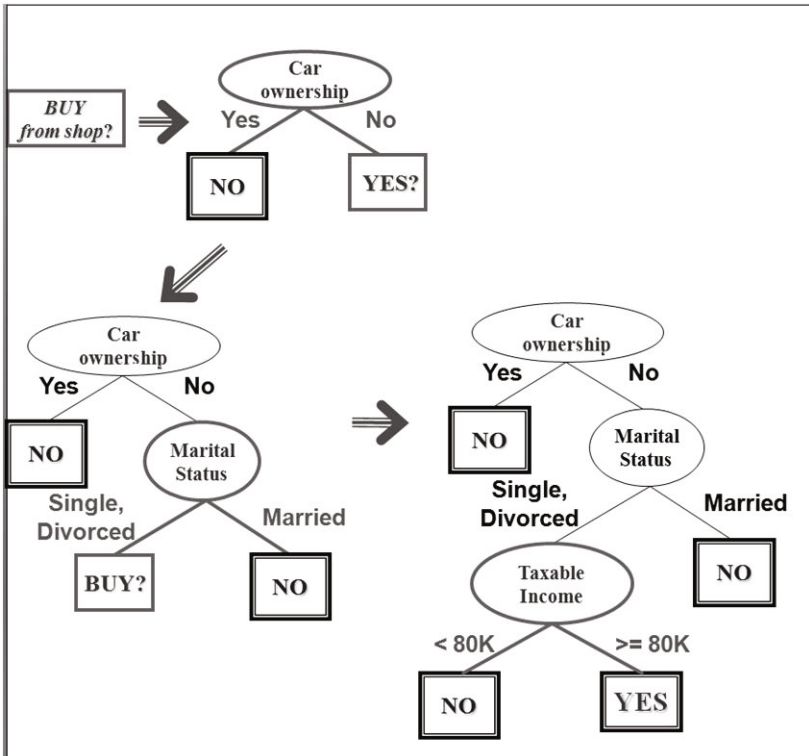 Car
ownership
BUY
from shop?
Yes No
NO YES?
Car
ownership
Yes No
NO
Marital
Status
Single,
Divorced
Married
BUY?
NO
Car
ownership
Yes No
NO
Marital
Status
Single,
Divorced
Married
Taxable
Income
NO
< 80K >= 80K
NO YES